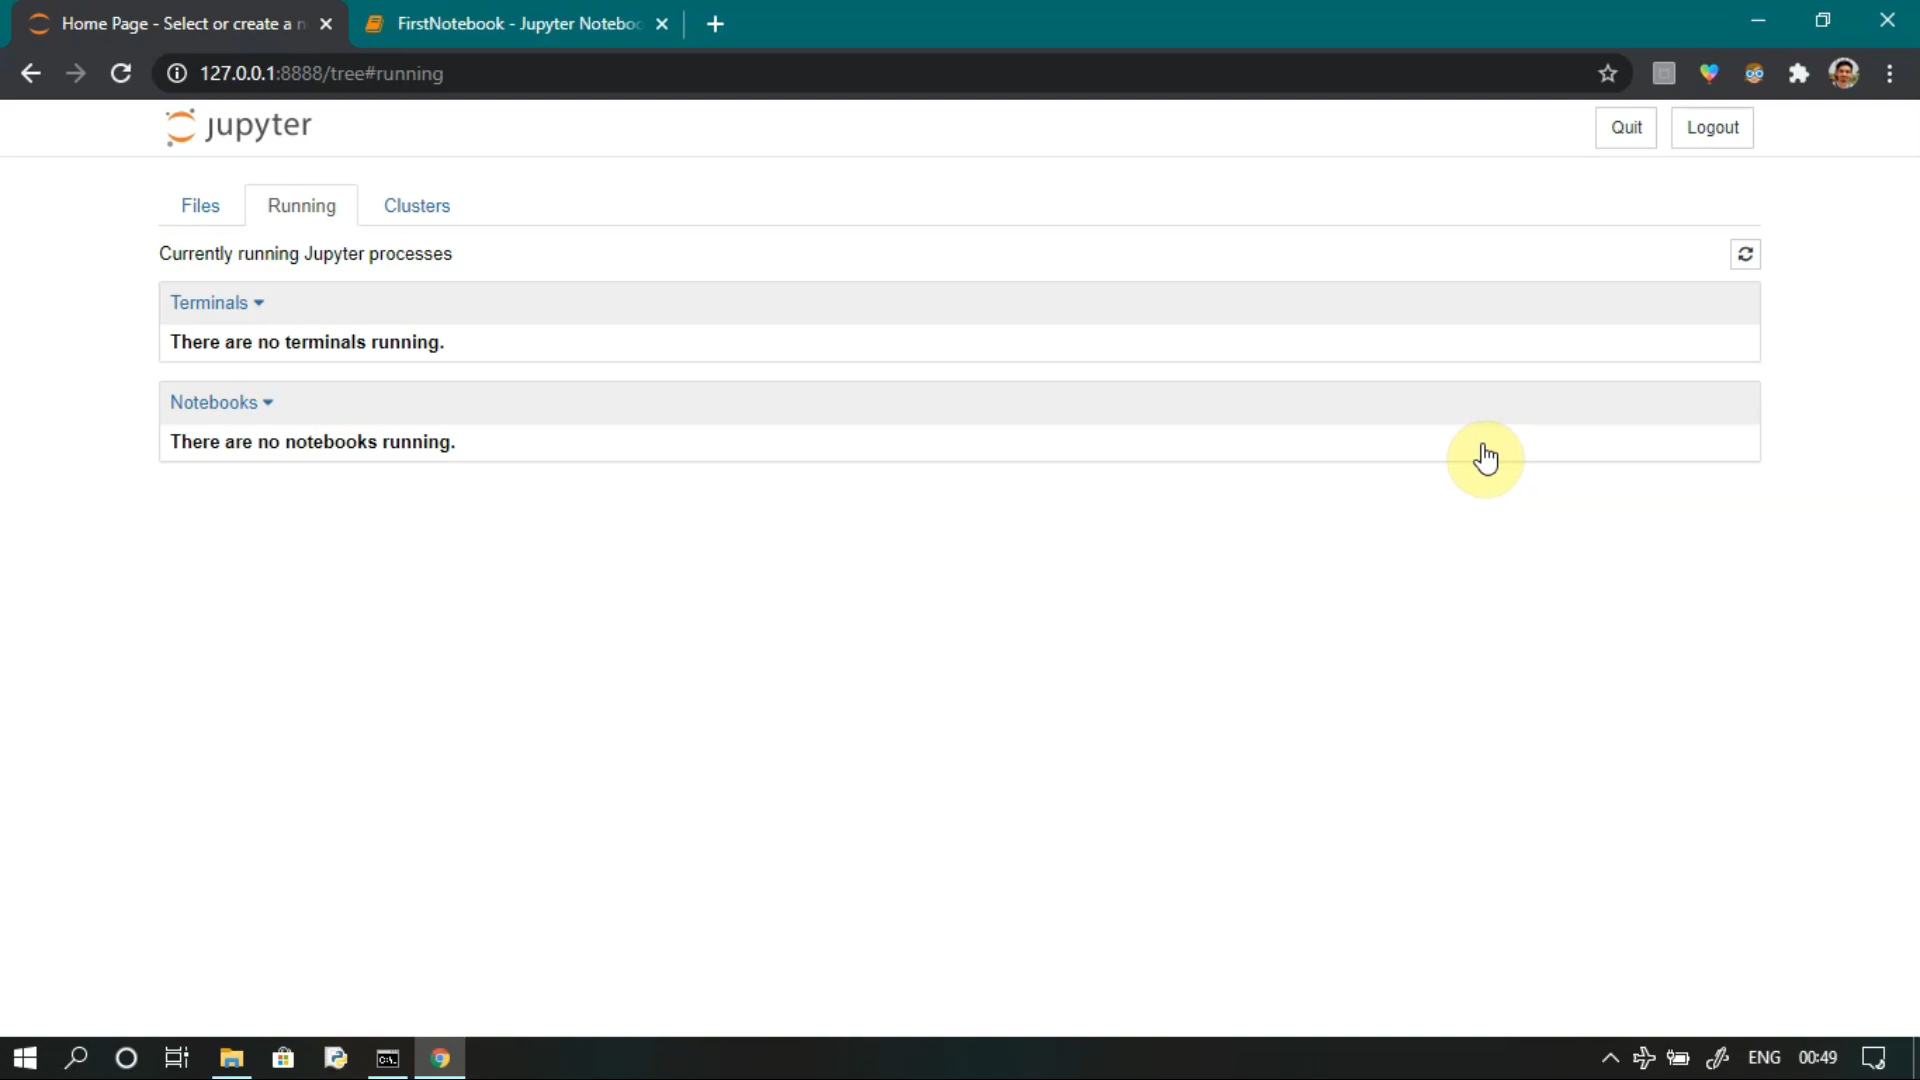 Home Page - Select or create a n
FirstNotebook - Jupyter Noteboo
127.0.0.1:8888/tree#running
jupyter
Quit
Logout
Files
Running
Clusters
Currently running Jupyter processes
Terminals
There are no terminals running.
Notebooks
There are no notebooks running.
C:\.
ENG
00:49